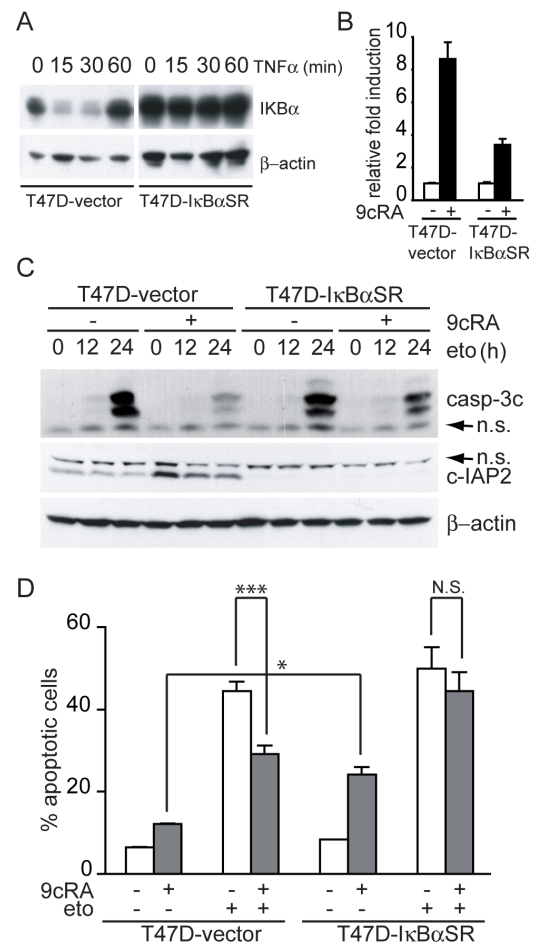 A
0 15 30 60 0 15 30 60 TNFα (min)
IKBα
β–actin
T47D-vector T47D-IκBαSR
B
relative fold induction
10
8
6
4
2
0
9cRA - + - +
T47D- T47D-
vector IκBαSR
C
T47D-vector T47D-IκBαSR
- + - + 9cRA
0 12 24 0 12 24 0 12 24 0 12 24 eto (h)
casp-3c
n.s.
n.s.
c-IAP2
β–actin
D
*** N.S.
*
% apoptotic cells
60
40
20
0
9cRA - + - + - + - +
eto - - + + - - + +
T47D-vector T47D-IκBαSR